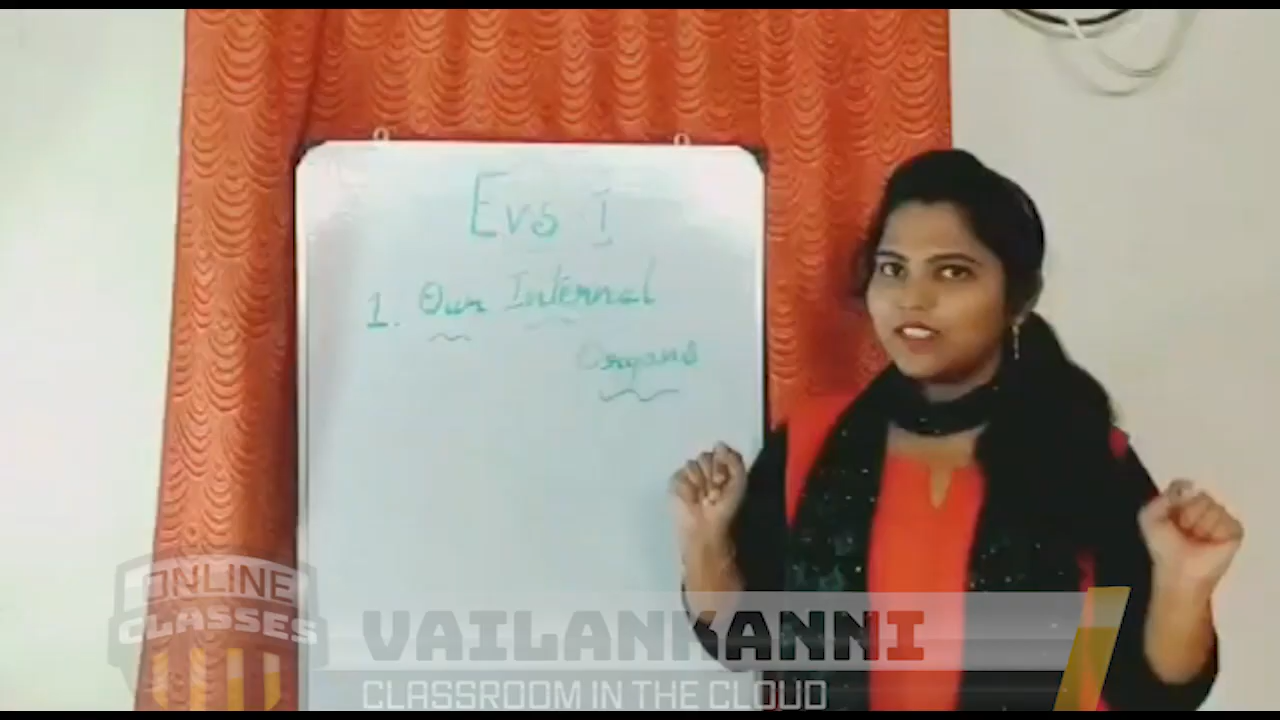 Evs I
1. Our Internal
Organs
ONLINE
CLASSES
VAILANKANNI
CLASSROOM IN THE CLOUD